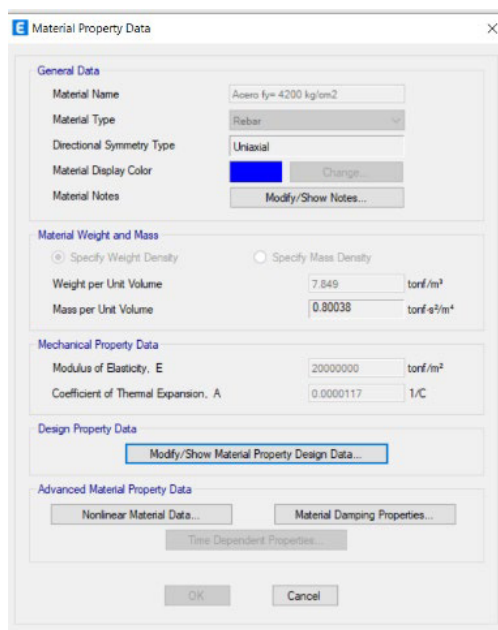 E Material Property Data
General Data
Material Name Acero fy= 4200 kg/cm2
Material Type Rebar
Directional Symmetry Type Uniaxial
Material Display Color Change...
Material Notes Modify/Show Notes...
Material Weight and Mass
Specify Weight Density Specify Mass Density
Weight per Unit Volume 7.849 tonf/m³
Mass per Unit Volume 0.80038 tonf-s²/m⁴
Mechanical Property Data
Modulus of Elasticity, E 20000000 tonf/m²
Coefficient of Thermal Expansion, A 0.0000117 1/C
Design Property Data
Modify/Show Material Property Design Data...
Advanced Material Property Data
Nonlinear Material Data... Material Damping Properties...
Time Dependent Properties...
OK Cancel